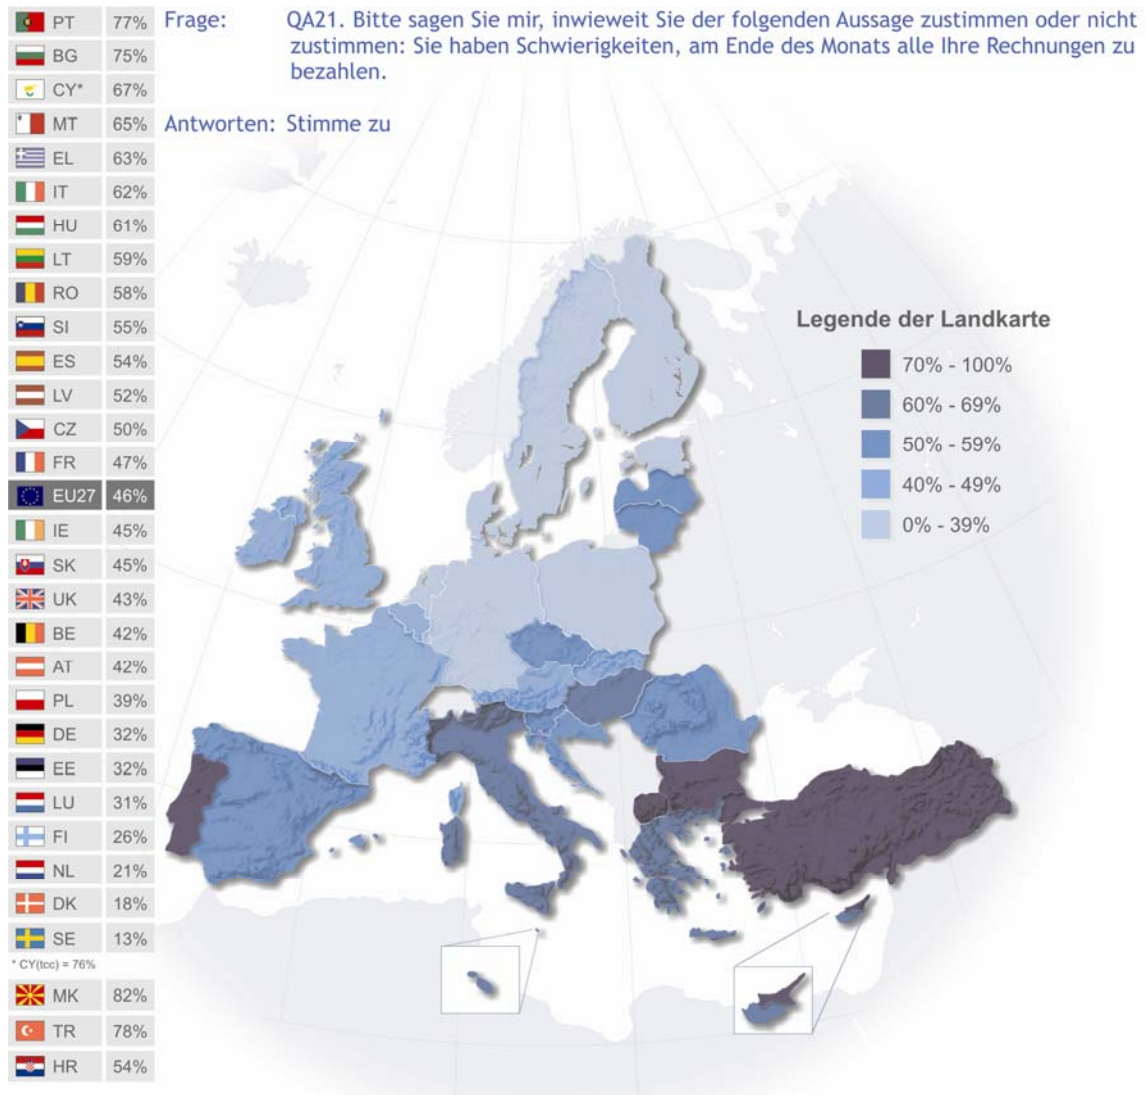 Frage: QA21. Bitte sagen Sie mir, inwieweit Sie der folgenden Aussage zustimmen oder nicht
zustimmen: Sie haben Schwierigkeiten, am Ende des Monats alle Ihre Rechnungen zu
bezahlen.
Antworten: Stimme zu
PT 77%
BG 75%
CY* 67%
MT 65%
EL 63%
IT 62%
HU 61%
LT 59%
RO 58%
SI 55%
ES 54%
LV 52%
CZ 50%
FR 47%
EU27 46%
IE 45%
SK 45%
UK 43%
BE 42%
AT 42%
PL 39%
DE 32%
EE 32%
LU 31%
FI 26%
NL 21%
DK 18%
SE 13%
* CY(tcc) = 76%
MK 82%
TR 78%
HR 54%
Legende der Landkarte
70% - 100%
60% - 69%
50% - 59%
40% - 49%
0% - 39%